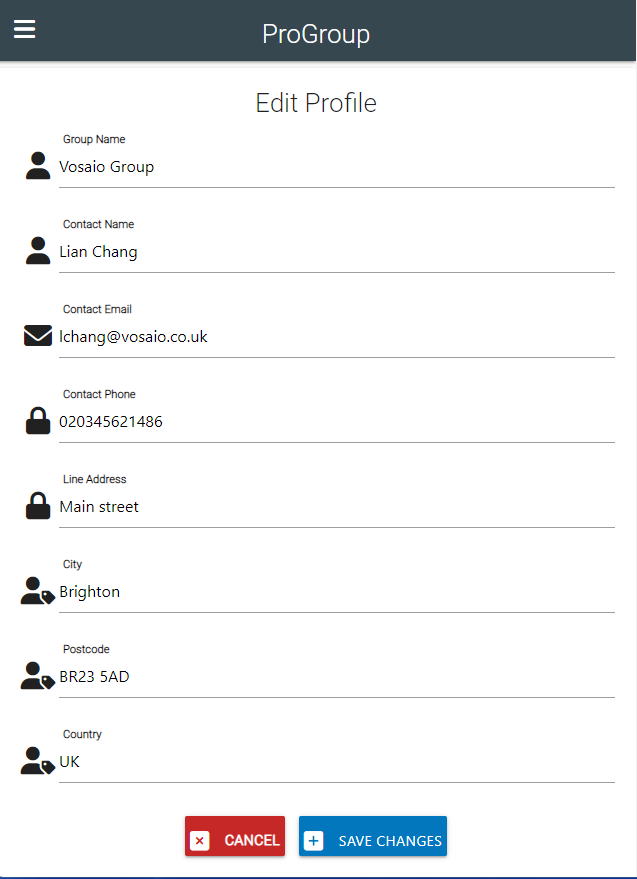 ProGroup
Edit Profile
Group Name
Vosaio Group
Contact Name
Lian Chang
Contact Email
lchang@vosaio.co.uk
Contact Phone
020345621486
Line Address
Main street
City
Brighton
Postcode
BR23 5AD
Country
UK
CANCEL SAVE CHANGES